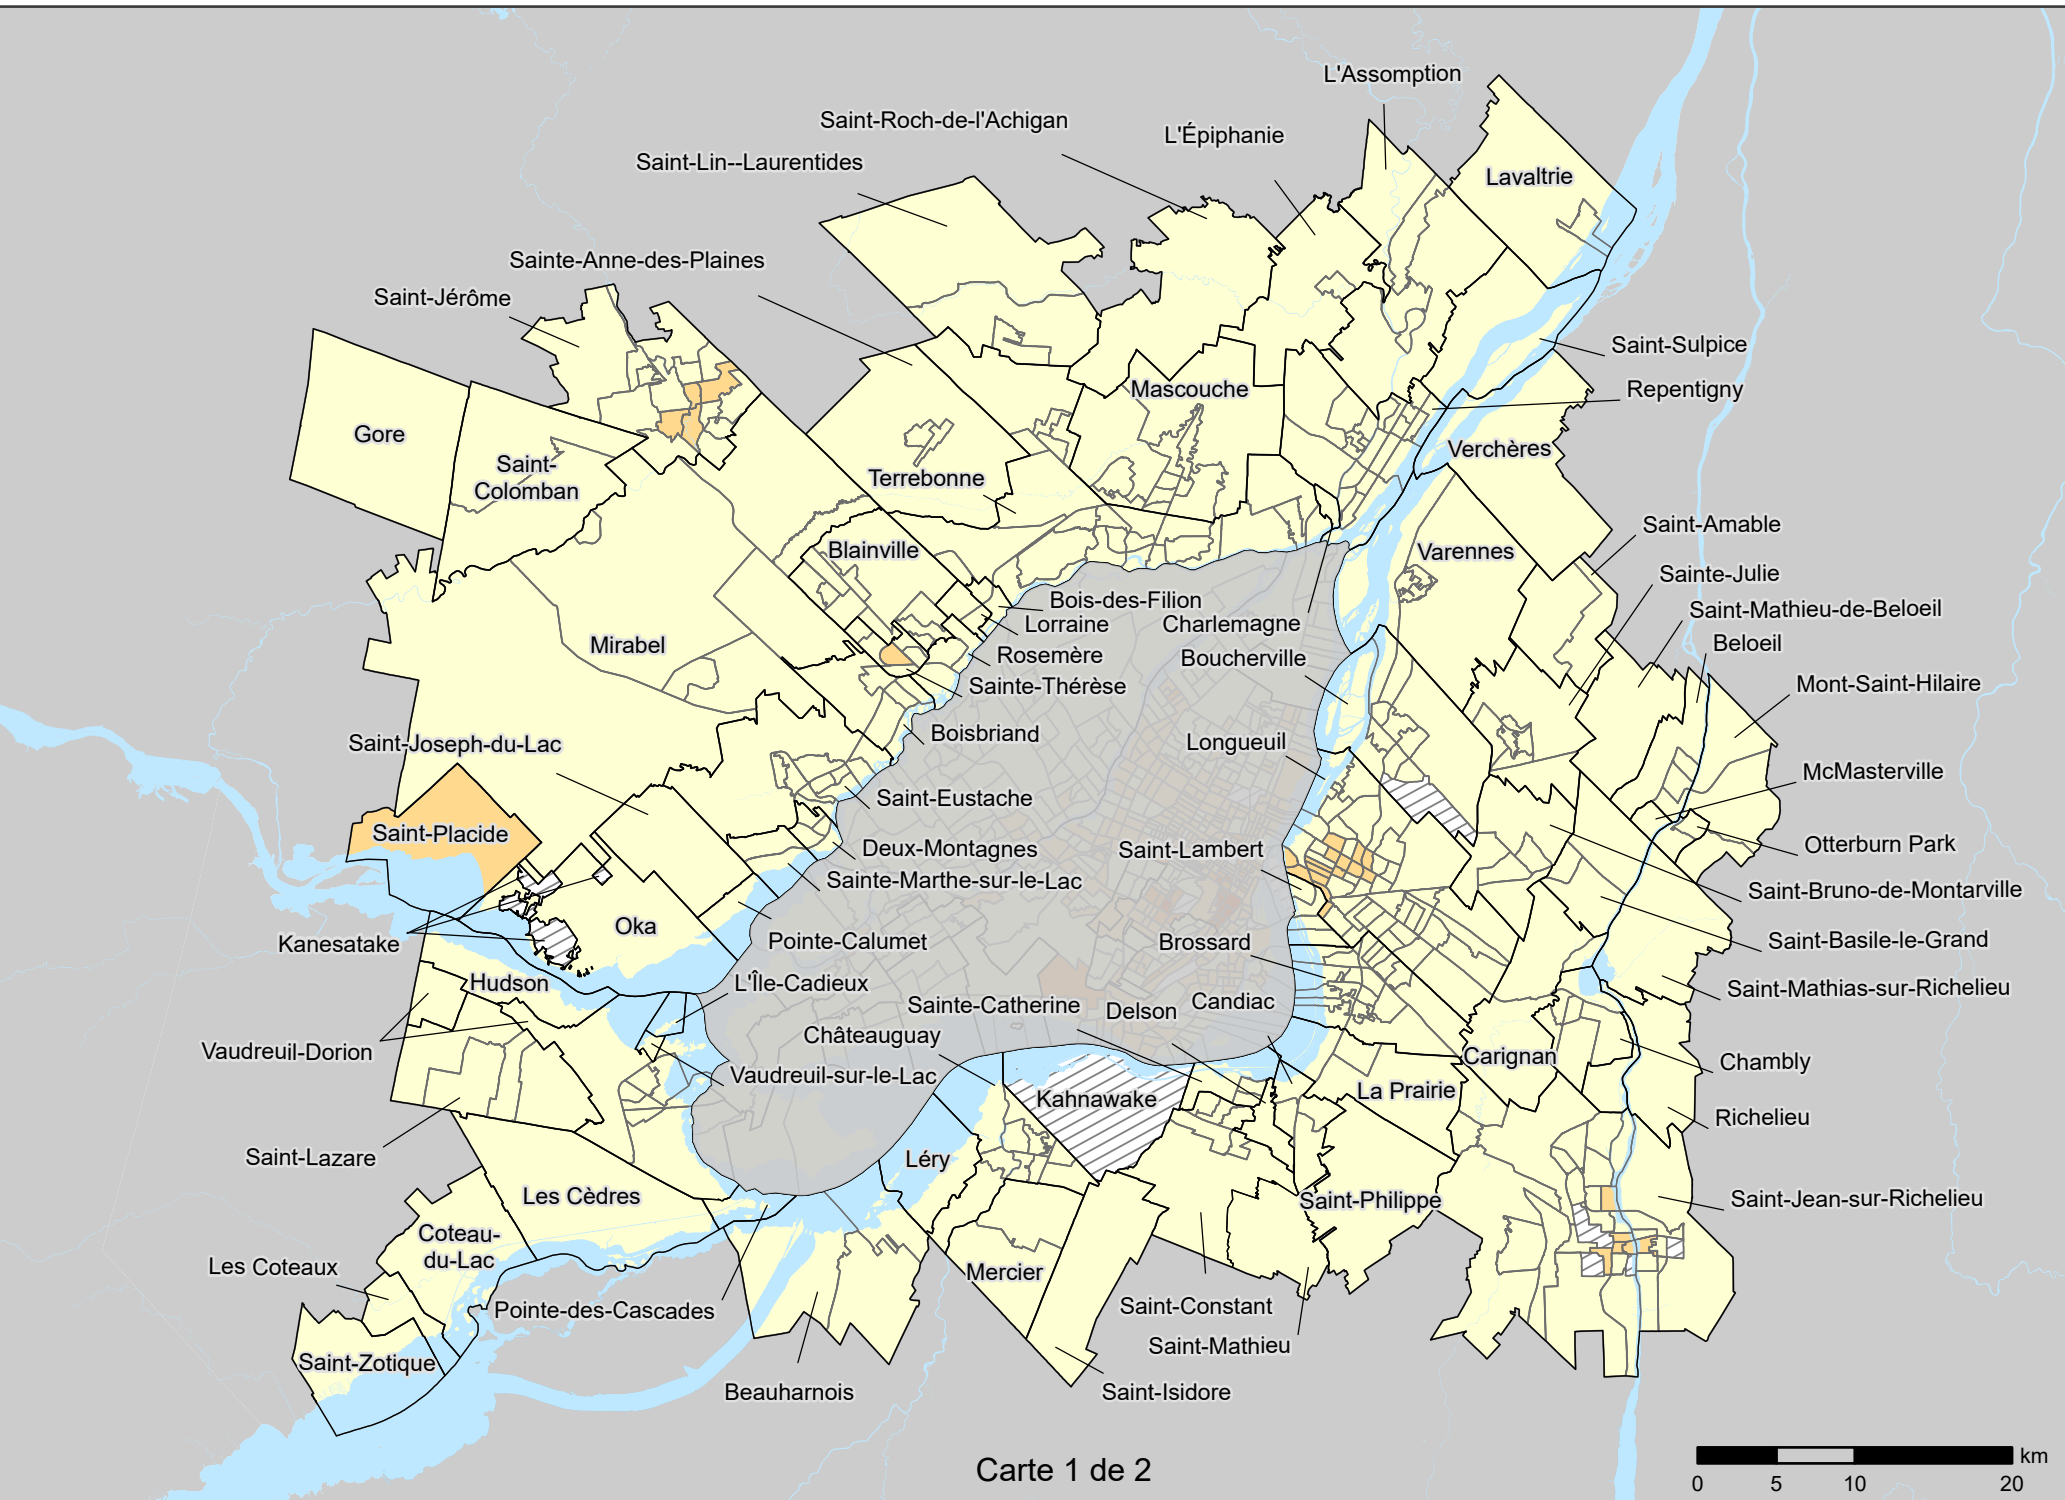 L'Assomption
Saint-Roch-de-l'Achigan
L'Épiphanie
Saint-Lin--Laurentides
Lavaltrie
Sainte-Anne-des-Plaines
Saint-Jérôme
Saint-Sulpice
Repentigny
Mascouche
Gore
Verchères
Saint-
Colomban
Terrebonne
Saint-Amable
Blainville
Varennes
Sainte-Julie
Bois-des-Filion
Saint-Mathieu-de-Beloeil
Lorraine
Charlemagne
Beloeil
Mirabel
Rosemère
Boucherville
Sainte-Thérèse
Mont-Saint-Hilaire
Boisbriand
Saint-Joseph-du-Lac
Longueuil
McMasterville
Saint-Eustache
Saint-Placide
Deux-Montagnes
Saint-Lambert
Otterburn Park
Sainte-Marthe-sur-le-Lac
Saint-Bruno-de-Montarville
Oka
Kanesatake
Pointe-Calumet
Brossard
Saint-Basile-le-Grand
Hudson
L'Île-Cadieux
Saint-Mathias-sur-Richelieu
Sainte-Catherine
Delson
Candiac
Châteauguay
Vaudreuil-Dorion
Carignan
Chambly
Vaudreuil-sur-le-Lac
Kahnawake
La Prairie
Richelieu
Saint-Lazare
Léry
Les Cèdres
Saint-Philippe
Saint-Jean-sur-Richelieu
Coteau-
du-Lac
Les Coteaux
Mercier
Pointe-des-Cascades
Saint-Constant
Saint-Mathieu
Saint-Zotique
Beauharnois
Saint-Isidore
Carte 1 de 2
km
0 5 10 20